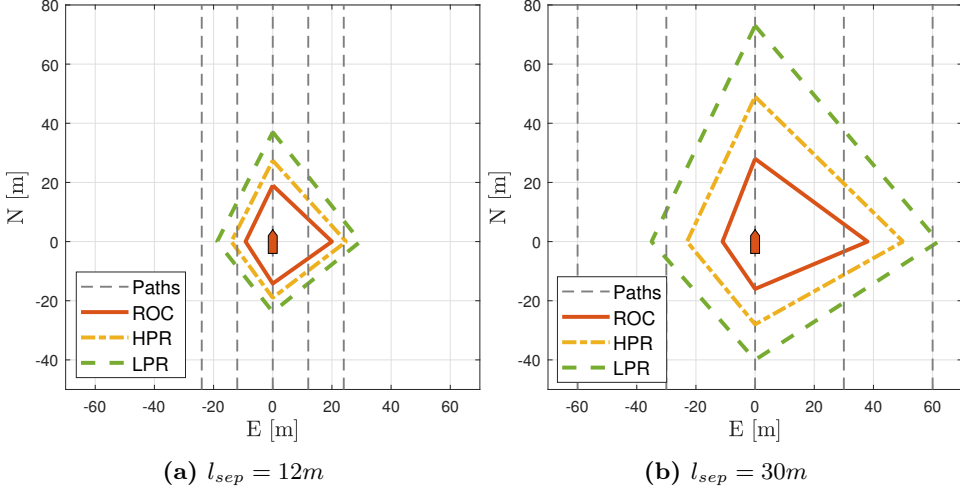 80
60
40
20
0
-20
-40
N [m]
Paths
ROC
HPR
LPR
-60 -40 -20 0 20 40 60
E [m]
(a) l_sep = 12m
80
60
40
20
0
-20
-40
N [m]
Paths
ROC
HPR
LPR
-60 -40 -20 0 20 40 60
E [m]
(b) l_sep = 30m